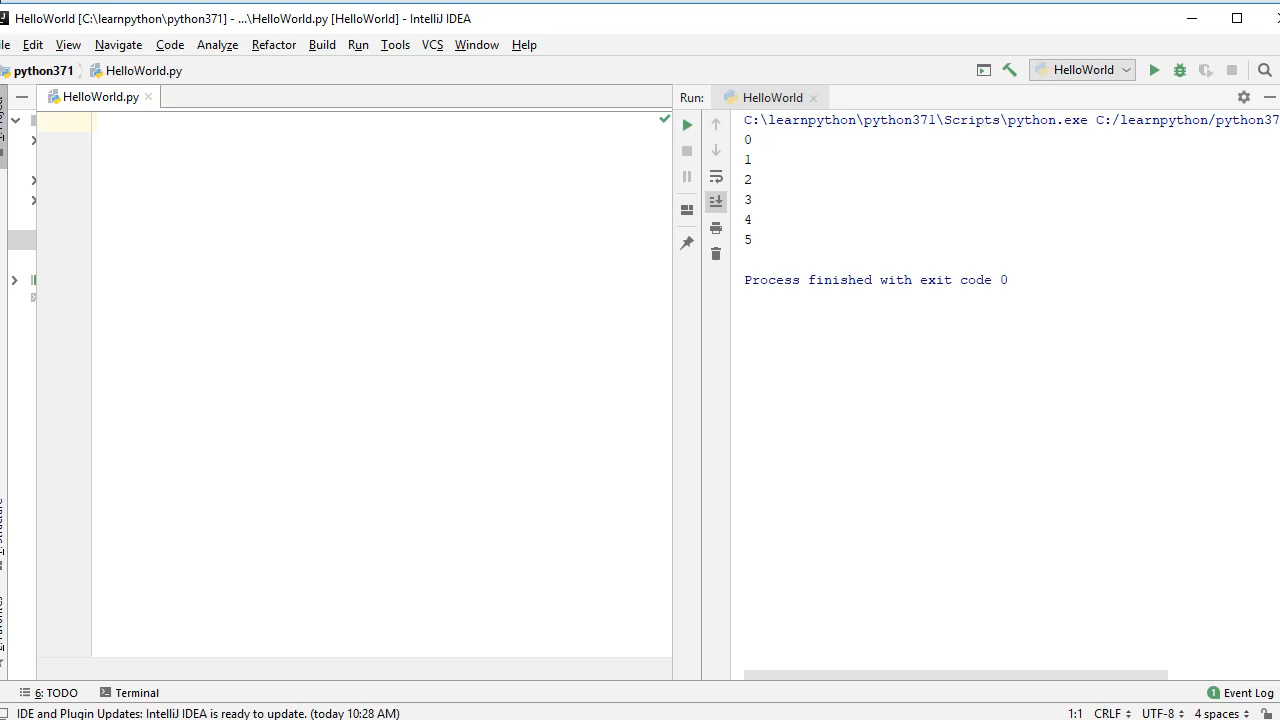 HelloWorld [C:\learnpython\python371] - ...\HelloWorld.py [HelloWorld] - IntelliJ IDEA
le Edit View Navigate Code Analyze Refactor Build Run Tools VCS Window Help
python371 HelloWorld.py HelloWorld
HelloWorld.py Run: HelloWorld
C:\learnpython\python371\Scripts\python.exe C:/learnpython/python37
0
1
2
3
4
5
Process finished with exit code 0
6: TODO Terminal 1 Event Log
IDE and Plugin Updates: IntelliJ IDEA is ready to update. (today 10:28 AM) 1:1 CRLF UTF-8 4 spaces